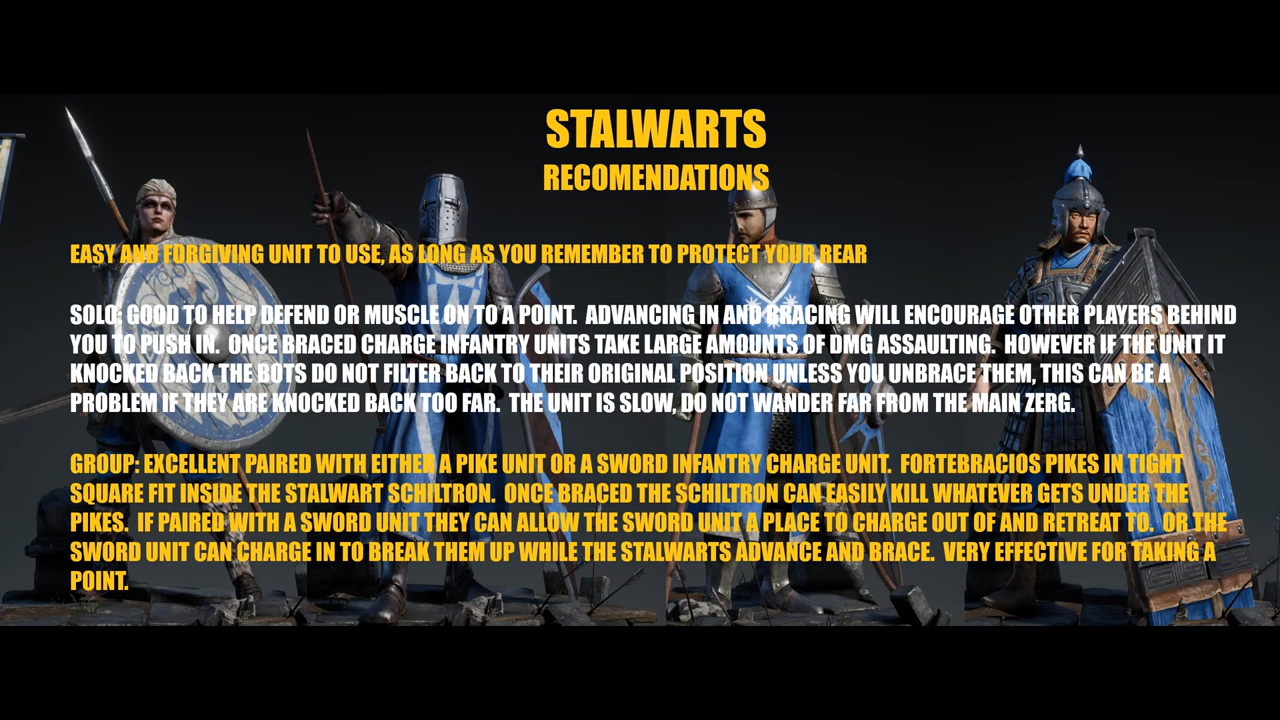 STALWARTS
RECOMENDATIONS
EASY AND FORGIVING UNIT TO USE, AS LONG AS YOU REMEMBER TO PROTECT YOUR REAR
SOLO: GOOD TO HELP DEFEND OR MUSCLE ON TO A POINT. ADVANCING IN AND BRACING WILL ENCOURAGE OTHER PLAYERS BEHIND
YOU TO PUSH IN. ONCE BRACED CHARGE INFANTRY UNITS TAKE LARGE AMOUNTS OF DMG ASSAULTING. HOWEVER IF THE UNIT IT
KNOCKED BACK THE BOTS DO NOT FILTER BACK TO THEIR ORIGINAL POSITION UNLESS YOU UNBRACE THEM, THIS CAN BE A
PROBLEM IF THEY ARE KNOCKED BACK TOO FAR. THE UNIT IS SLOW, DO NOT WANDER FAR FROM THE MAIN ZERG.
GROUP: EXCELLENT PAIRED WITH EITHER A PIKE UNIT OR A SWORD INFANTRY CHARGE UNIT. FORTEBRACIOS PIKES IN TIGHT
SQUARE FIT INSIDE THE STALWART SCHILTRON. ONCE BRACED THE SCHILTRON CAN EASILY KILL WHATEVER GETS UNDER THE
PIKES. IF PAIRED WITH A SWORD UNIT THEY CAN ALLOW THE SWORD UNIT A PLACE TO CHARGE OUT OF AND RETREAT TO. OR THE
SWORD UNIT CAN CHARGE IN TO BREAK THEM UP WHILE THE STALWARTS ADVANCE AND BRACE. VERY EFFECTIVE FOR TAKING A
POINT.